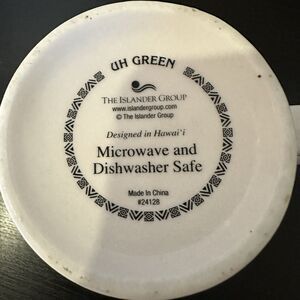 UH GREEN
THE ISLANDER GROUP
www.islandergroup.com
© The Islander Group
Designed in Hawai'i
Microwave and
Dishwasher Safe
Made In China
#24128